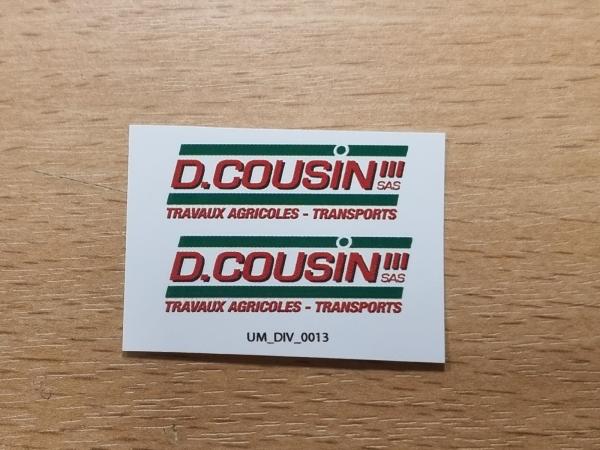 D.COUSIN
SAS
TRAVAUX AGRICOLES - TRANSPORTS
D.COUSIN
SAS
TRAVAUX AGRICOLES - TRANSPORTS
UM_DIV_0013